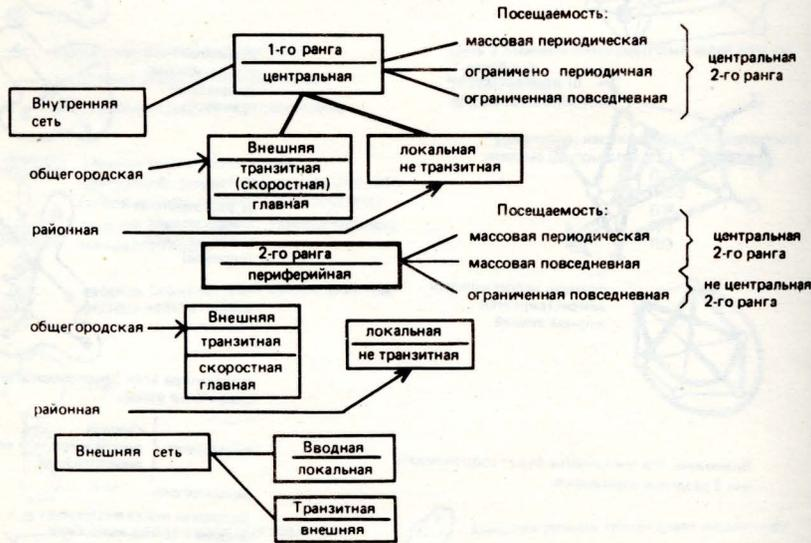 Посещаемость:
1-го ранга
центральная
массовая периодическая
ограничено периодичная
ограниченная повседневная
центральная
2-го ранга
Внутренняя
сеть
общегородская
Внешняя
транзитная
(скоростная)
главная
локальная
не транзитная
районная
Посещаемость:
2-го ранга
периферийная
массовая периодическая
массовая повседневная
ограниченная повседневная
центральная
2-го ранга
не центральная
2-го ранга
общегородская
Внешняя
транзитная
скоростная
главная
локальная
не транзитная
районная
Внешняя сеть
Вводная
локальная
Транзитная
внешняя